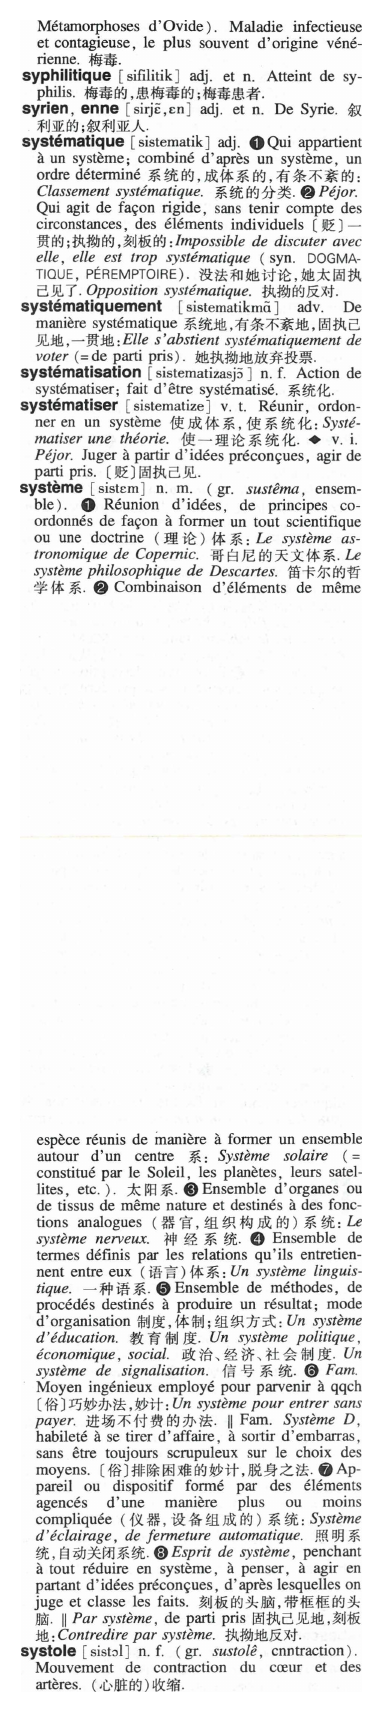 Métamorphoses d'Ovide). Maladie infectieuse
et contagieuse, le plus souvent d'origine véné-
rienne. 梅毒.
syphilitique [sifilitik] adj. et n. Atteint de sy-
philis. 梅毒的,患梅毒的;梅毒患者.
syrien, enne [sirjɛ̃,ɛn] adj. et n. De Syrie. 叙
利亚的;叙利亚人.
systématique [sistematik] adj. ❶ Qui appartient
à un système; combiné d'après un système, un
ordre déterminé 系统的,成体系的,有条不紊的:
Classement systématique. 系统的分类. ❷ Péjor.
Qui agit de façon rigide, sans tenir compte des
circonstances, des éléments individuels〔贬〕一
贯的;执拗的,刻板的:Impossible de discuter avec
elle, elle est trop systématique (syn. DOGMA-
TIQUE, PÉREMPTOIRE). 没法和她讨论,她太固执
己见了. Opposition systématique. 执拗的反对.
systématiquement [sistematikmɑ̃] adv. De
manière systématique 系统地,有条不紊地,固执己
见地,一贯地:Elle s'abstient systématiquement de
voter (= de parti pris). 她执拗地放弃投票.
systématisation [sistematizasjɔ̃] n. f. Action de
systématiser; fait d'être systématisé. 系统化.
systématiser [sistematize] v. t. Réunir, ordon-
ner en un système 使成体系,使系统化: Systé-
matiser une théorie. 使一理论系统化. ◆ v. i.
Péjor. Juger à partir d'idées préconçues, agir de
parti pris.〔贬〕固执己见.
système [sistɛm] n. m. (gr. sustêma, ensem-
ble). ❶ Réunion d'idées, de principes co-
ordonnés de façon à former un tout scientifique
ou une doctrine (理论)体系: Le système as-
tronomique de Copernic. 哥白尼的天文体系. Le
système philosophique de Descartes. 笛卡尔的哲
学体系. ❷ Combinaison d'éléments de même
espèce réunis de manière à former un ensemble
autour d'un centre 系: Système solaire (=
constitué par le Soleil, les planètes, leurs satel-
lites, etc.). 太阳系. ❸ Ensemble d'organes ou
de tissus de même nature et destinés à des fonc-
tions analogues (器官,组织构成的)系统: Le
système nerveux. 神经系统. ❹ Ensemble de
termes définis par les relations qu'ils entretien-
nent entre eux (语言)体系: Un système linguis-
tique. 一种语系. ❺ Ensemble de méthodes, de
procédés destinés à produire un résultat; mode
d'organisation 制度,体制;组织方式: Un système
d'éducation. 教育制度. Un système politique,
économique, social. 政治、经济、社会制度. Un
système de signalisation. 信号系统. ❻ Fam.
Moyen ingénieux employé pour parvenir à qqch
〔俗〕巧妙办法,妙计: Un système pour entrer sans
payer. 进场不付费的办法. ‖ Fam. Système D,
habileté à se tirer d'affaire, à sortir d'embarras,
sans être toujours scrupuleux sur le choix des
moyens.〔俗〕排除困难的妙计,脱身之法. ❼ Ap-
pareil ou dispositif formé par des éléments
agencés d'une manière plus ou moins
compliquée (仪器,设备组成的)系统: Système
d'éclairage, de fermeture automatique. 照明系
统,自动关闭系统. ❽ Esprit de système, penchant
à tout réduire en système, à penser, à agir en
partant d'idées préconçues, d'après lesquelles on
juge et classe les faits. 刻板的头脑,带框框的头
脑. ‖ Par système, de parti pris 固执己见地,刻板
地: Contredire par système. 执拗地反对.
systole [sistɔl] n. f. (gr. sustolê, cnntraction).
Mouvement de contraction du cœur et des
artères. (心脏的)收缩.